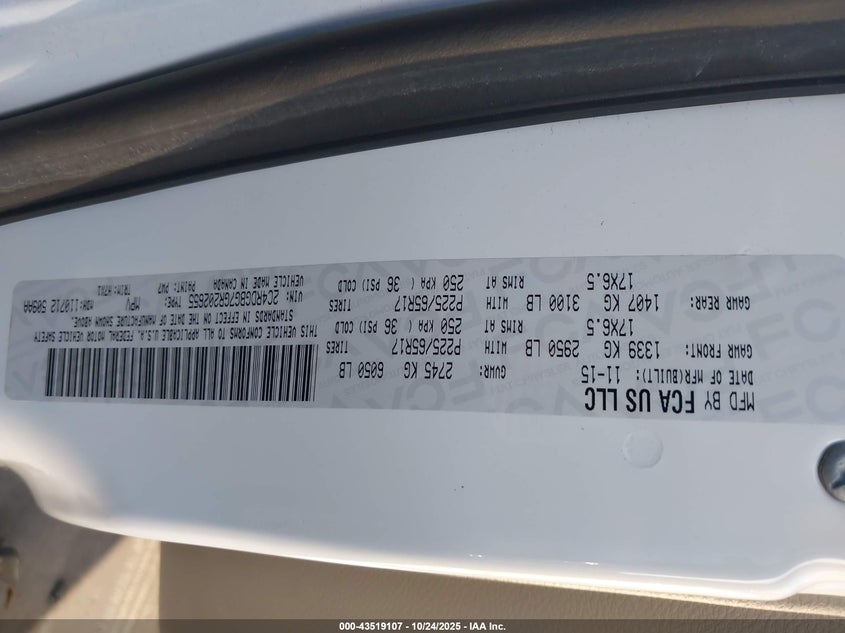 MFD BY FCA US LLC
DATE OF MFR(BUILT): 11-15 GVWR: 2745 KG 6050 LB
GAWR FRONT: 1339 KG 2950 LB WITH P225/65R17 TIRES
17X6.5 RIMS AT 250 KPA ( 36 PSI) COLD
GAWR REAR: 1407 KG 3100 LB WITH P225/65R17 TIRES
17X6.5 RIMS AT 250 KPA ( 36 PSI) COLD
THIS VEHICLE CONFORMS TO ALL APPLICABLE U.S.A. FEDERAL MOTOR VEHICLE SAFETY
STANDARDS IN EFFECT ON THE DATE OF MANUFACTURE SHOWN ABOVE.
VIN: 2C4RDGBG7GR202655 TYPE: MPV MDH:110712 509AA
VEHICLE MADE IN CANADA PAINT: PW7 TRIM:
000-43519107 - 10/24/2025 - IAA Inc.